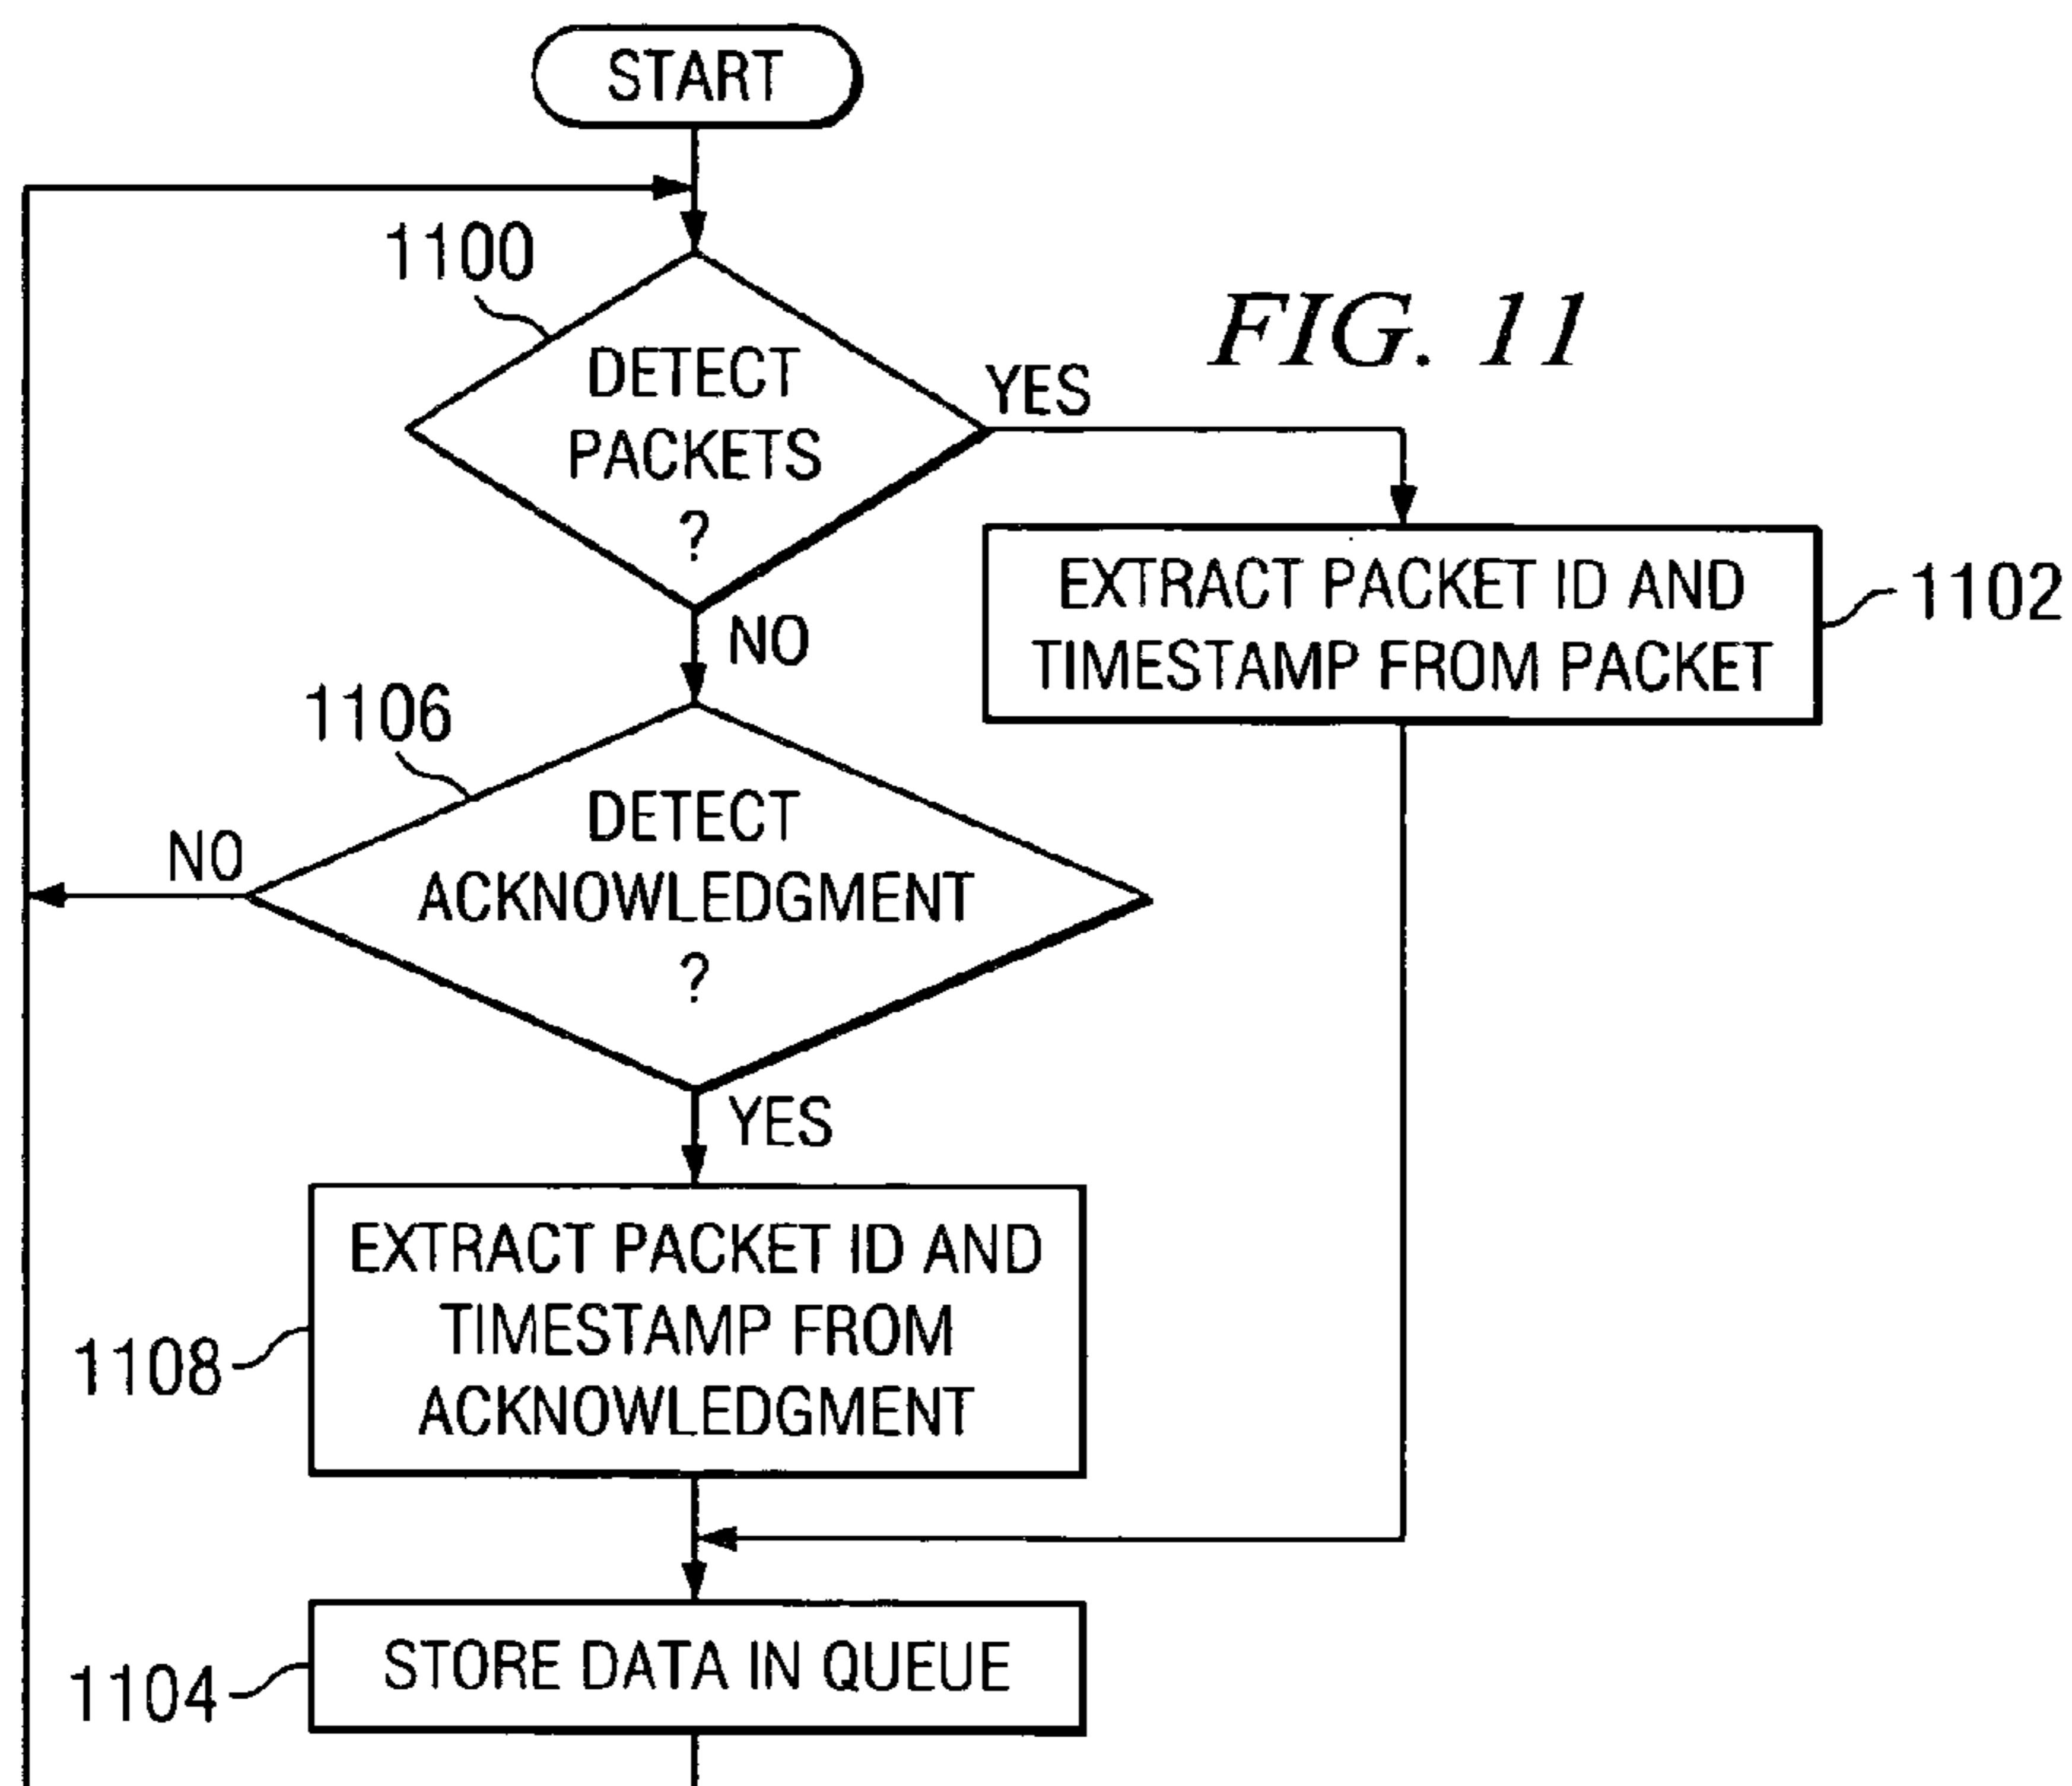 START
1100
FIG. 11
DETECT
PACKETS
?
YES
EXTRACT PACKET ID AND
TIMESTAMP FROM PACKET
1102
NO
1106
DETECT
ACKNOWLEDGMENT
?
NO
YES
EXTRACT PACKET ID AND
TIMESTAMP FROM
ACKNOWLEDGMENT
1108
STORE DATA IN QUEUE
1104